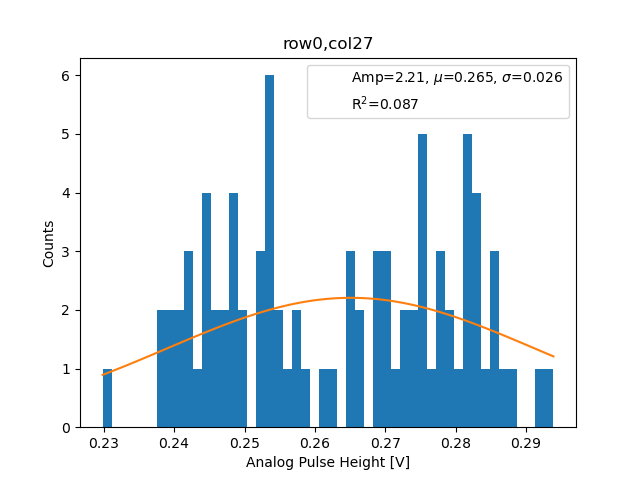 row0,col27
Amp=2.21, μ=0.265, σ=0.026
R²=0.087
Counts
6
5
4
3
2
1
0
0.23 0.24 0.25 0.26 0.27 0.28 0.29
Analog Pulse Height [V]